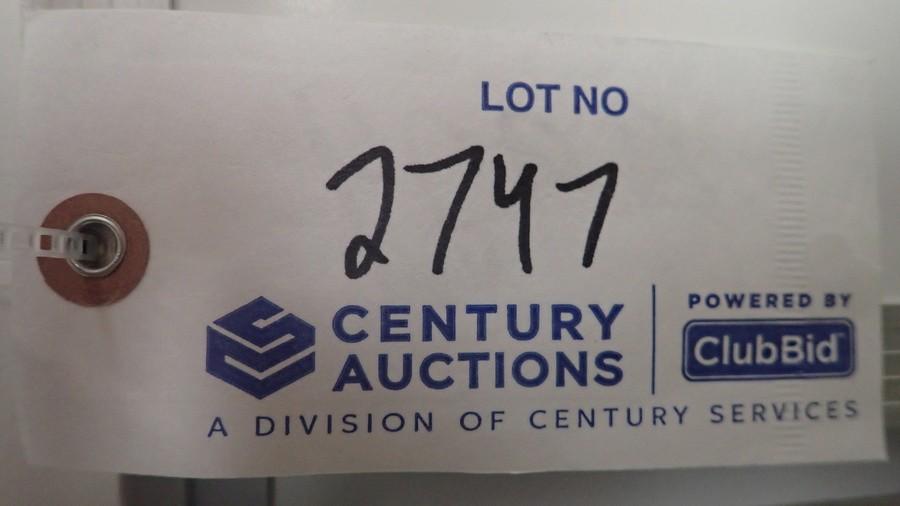 LOT NO
2747
CENTURY
AUCTIONS
POWERED BY
ClubBid
A DIVISION OF CENTURY SERVICES